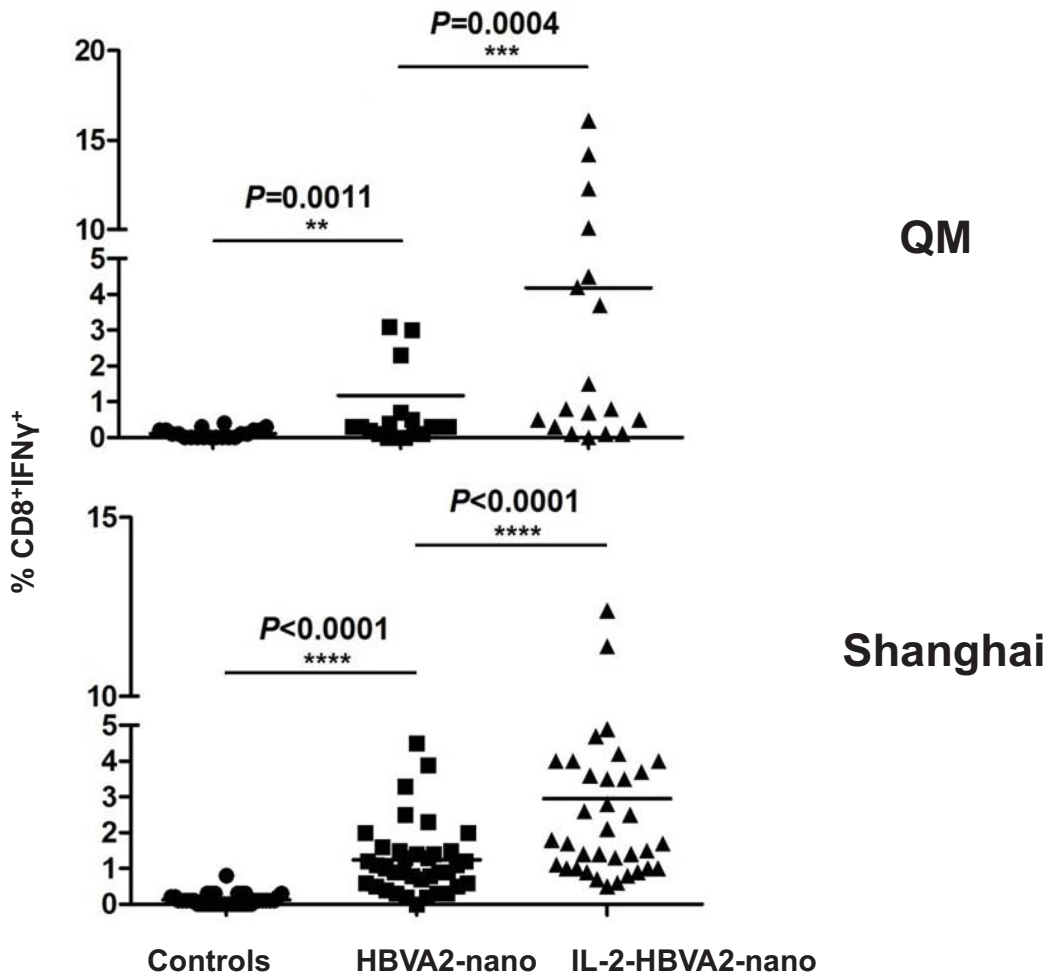 P=0.0004
***
20
15
10
5
4
3
2
1
0
P=0.0011
**
QM
% CD8⁺IFNγ⁺
P<0.0001
****
15
10
5
4
3
2
1
0
P<0.0001
****
Shanghai
Controls HBVA2-nano IL-2-HBVA2-nano